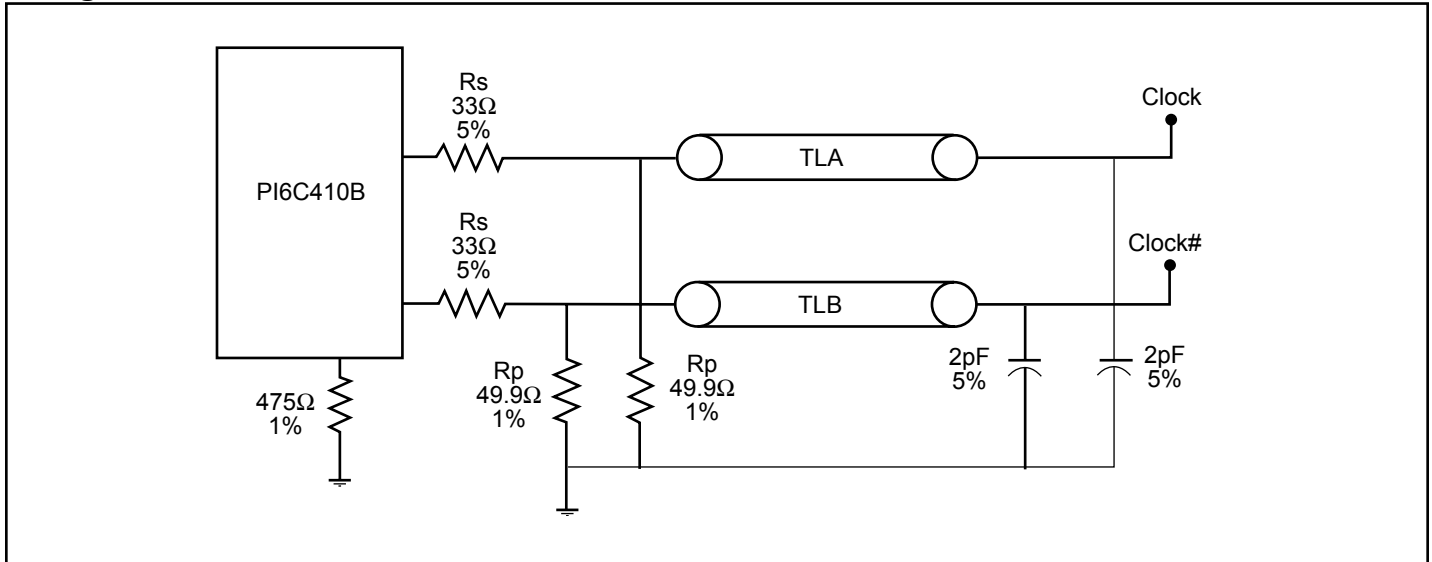 Rs
33Ω
5%
Clock
TLA
PI6C410B
Rs
33Ω
5%
Clock#
TLB
Rp
49.9Ω
1%
Rp
49.9Ω
1%
2pF
5%
2pF
5%
475Ω
1%